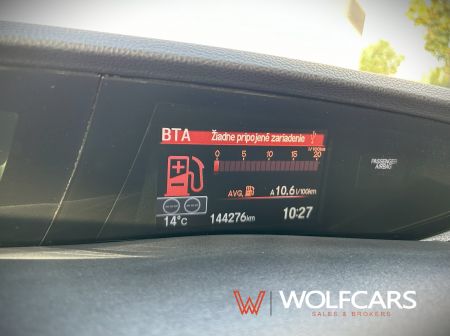 BTA Žiadne pripojené zariadenie
l/100km
0 5 10 15 20
AVG. A 10.6 l/100km
14°c 144276km 10:27
PASSENGER
AIRBAG
W WOLFCARS
SALES & BROKERS